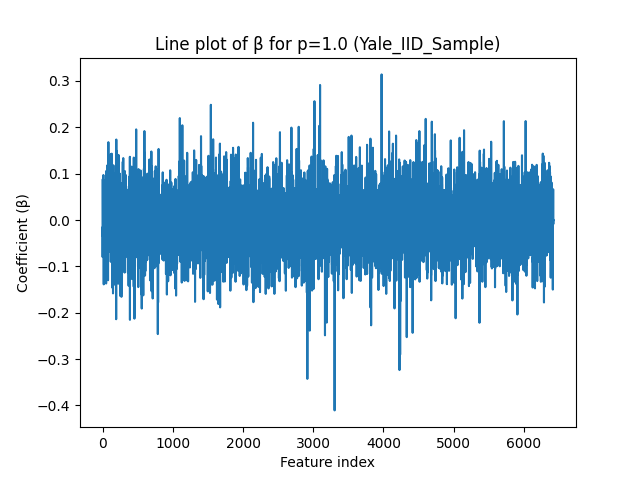 Line plot of β for p=1.0 (Yale_IID_Sample)
0.3
0.2
0.1
0.0
−0.1
−0.2
−0.3
−0.4
Coefficient (β)
0 1000 2000 3000 4000 5000 6000
Feature index